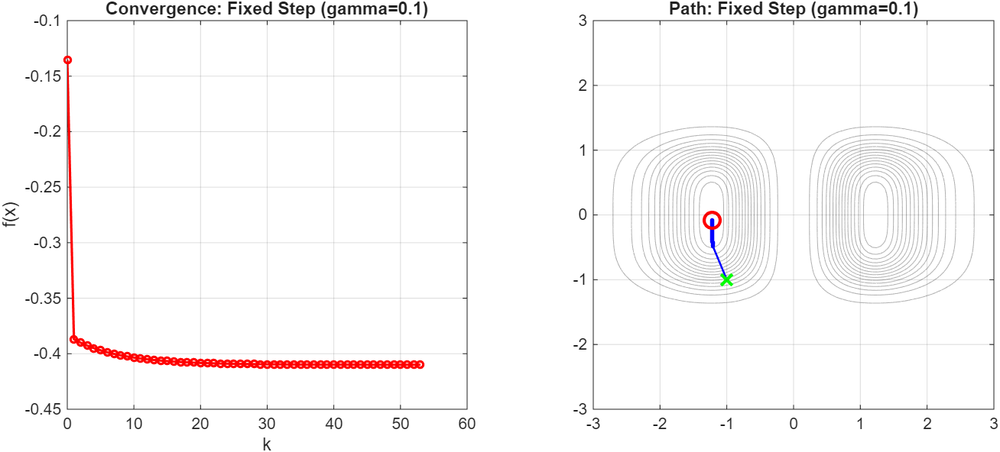 Convergence: Fixed Step (gamma=0.1)
-0.1
-0.15
-0.2
-0.25
-0.3
-0.35
-0.4
-0.45
f(x)
0 10 20 30 40 50 60
k
Path: Fixed Step (gamma=0.1)
3
2
1
0
-1
-2
-3
-3 -2 -1 0 1 2 3